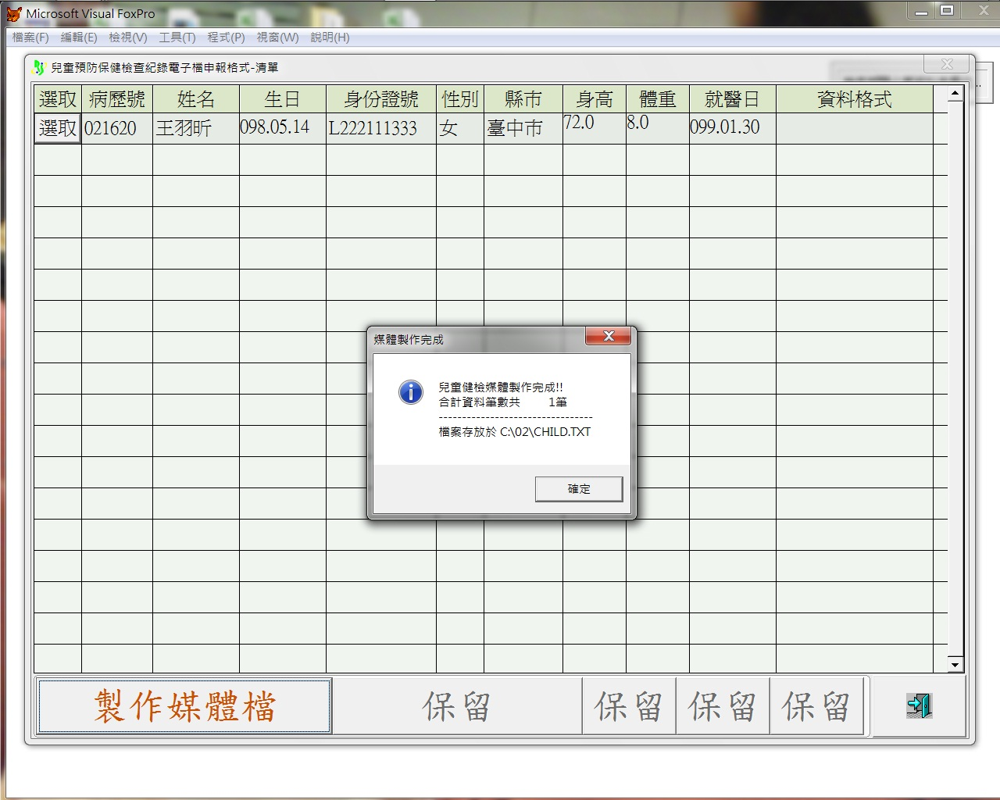 Microsoft Visual FoxPro
檔案(F) 編輯(E) 檢視(V) 工具(T) 程式(P) 視窗(W) 說明(H)
兒童預防保健檢查紀錄電子檔申報格式-清單
選取 病歷號 姓名 生日 身份證號 性別 縣市 身高 體重 就醫日 資料格式
選取 021620 王羽昕 098.05.14 L222111333 女 臺中市 72.0 8.0 099.01.30
媒體製作完成
兒童健檢媒體製作完成!!
合計資料筆數共 1筆
---------------------------------
檔案存放於 C:\02\CHILD.TXT
確定
製作媒體檔 保留 保留 保留 保留